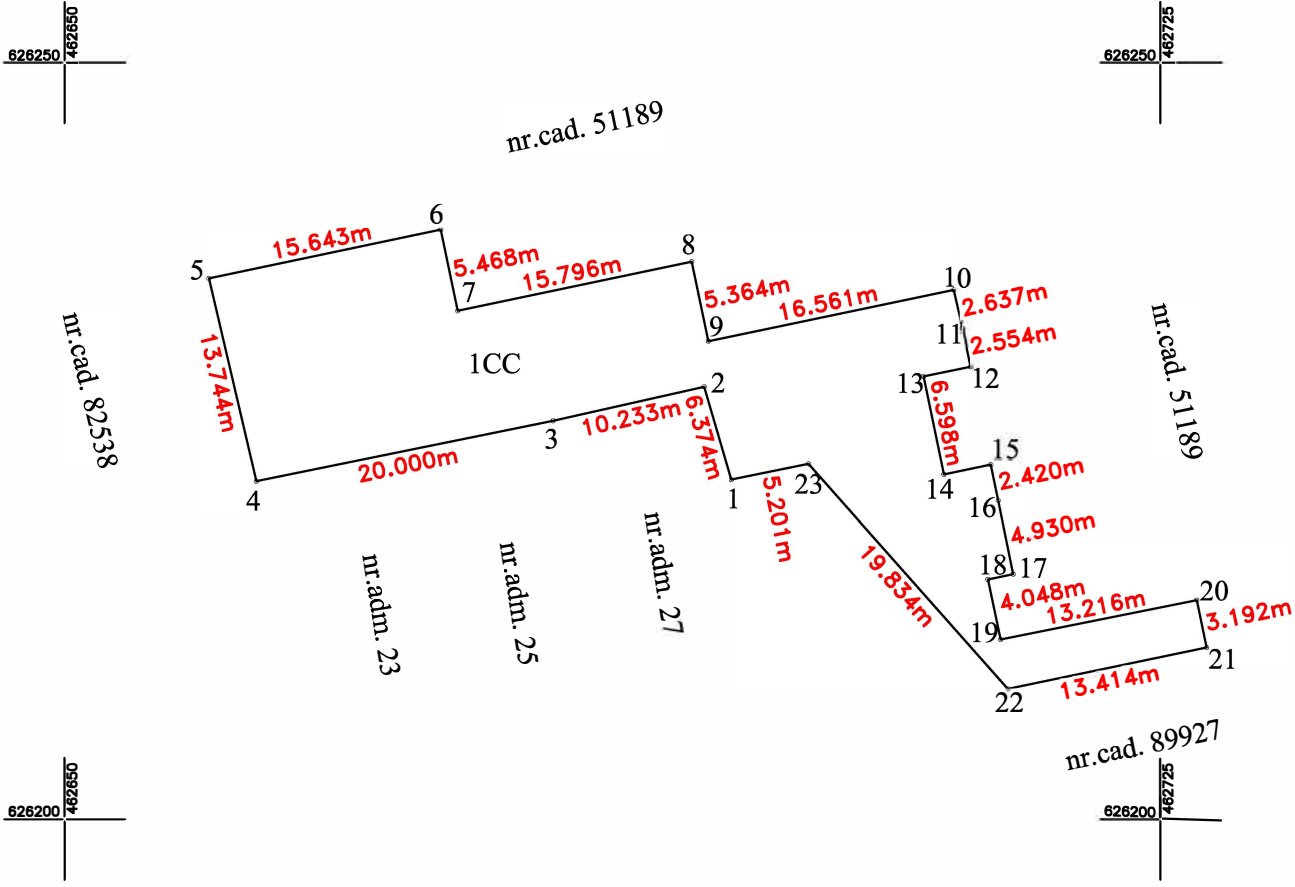 462650
626250
462725
626250
nr.cad. 51189
6
15.643m
5
5.468m
7
15.796m
8
5.364m
9
16.561m
10
2.637m
11
2.554m
12
13
nr.cad. 82538
13.744m
1CC
2
6.374m
10.233m
3
20.000m
4
6.598m
nr.cad. 51189
14
15
2.420m
16
4.930m
1
5.201m
23
nr.adm. 23
nr.adm. 25
nr.adm. 27
19.834m
18
17
4.048m
13.216m
20
3.192m
19
21
13.414m
22
nr.cad. 89927
462650
626200
462725
626200